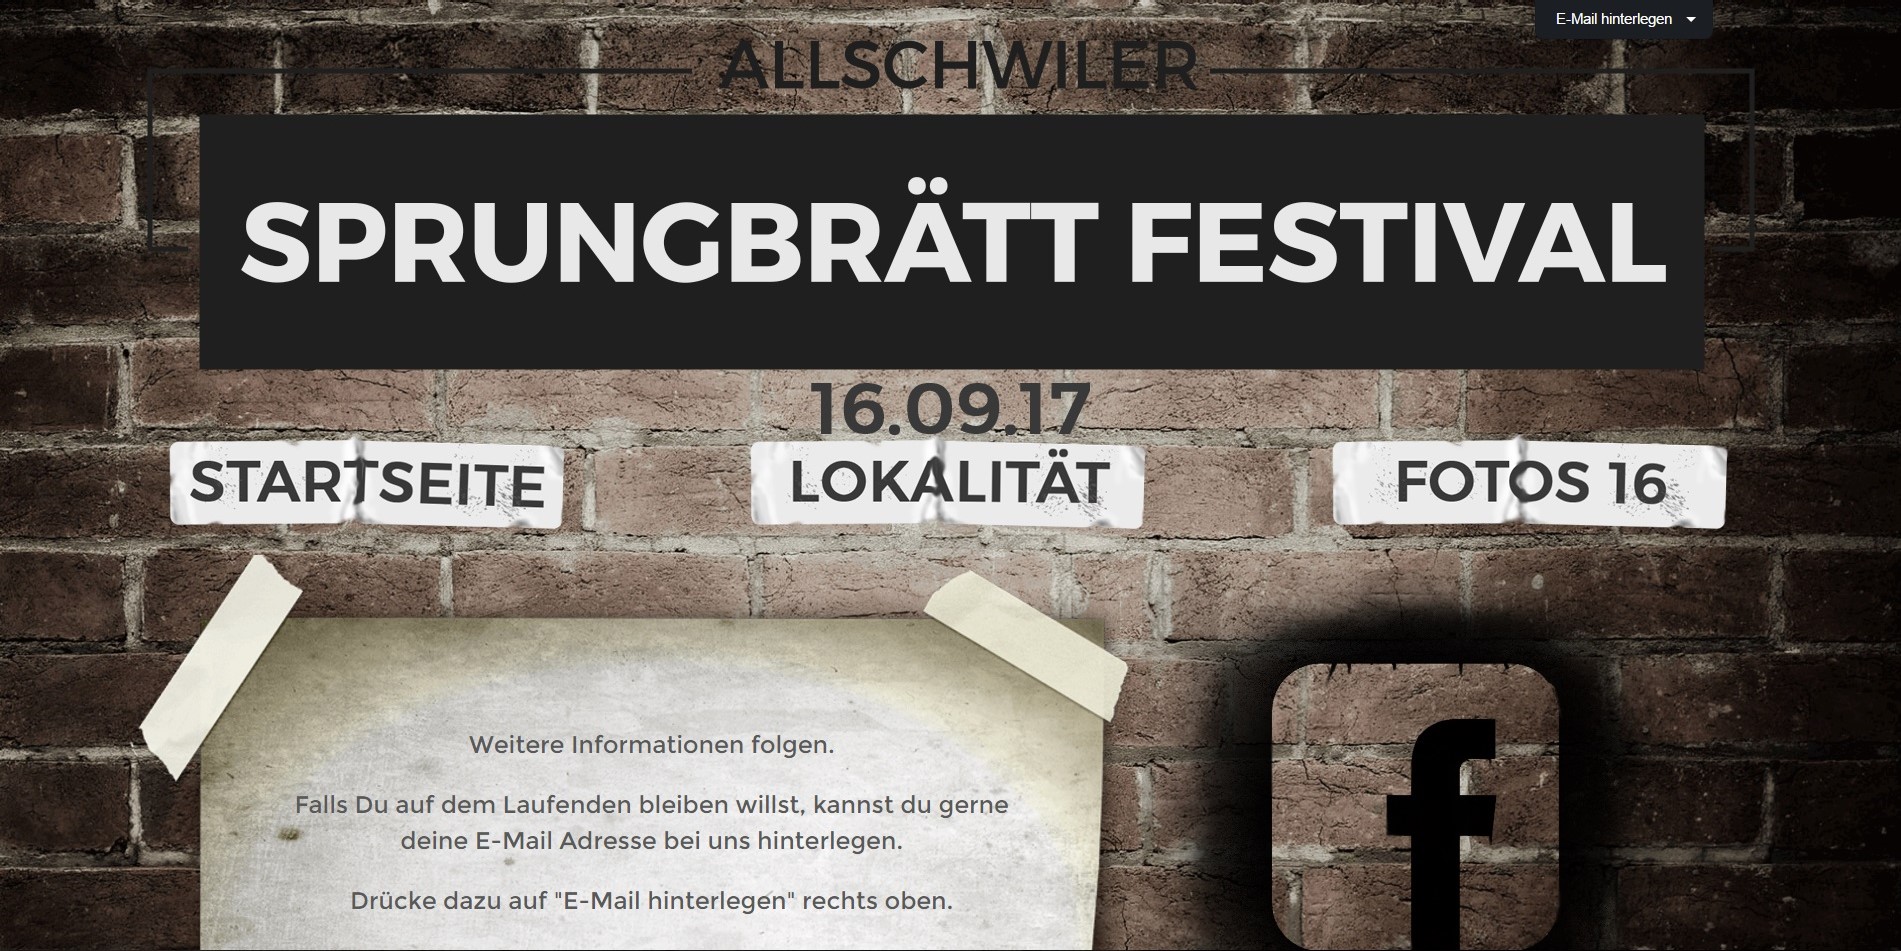 E-Mail hinterlegen
ALLSCHWILER
SPRUNGBRÄTT FESTIVAL
16.09.17
STARTSEITE
LOKALITÄT
FOTOS 16
Weitere Informationen folgen.
Falls Du auf dem Laufenden bleiben willst, kannst du gerne
deine E-Mail Adresse bei uns hinterlegen.
Drücke dazu auf "E-Mail hinterlegen" rechts oben.
f